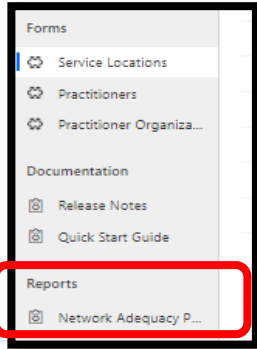 Forms
Service Locations
Practitioners
Practitioner Organiza...
Documentation
Release Notes
Quick Start Guide
Reports
Network Adequacy P...